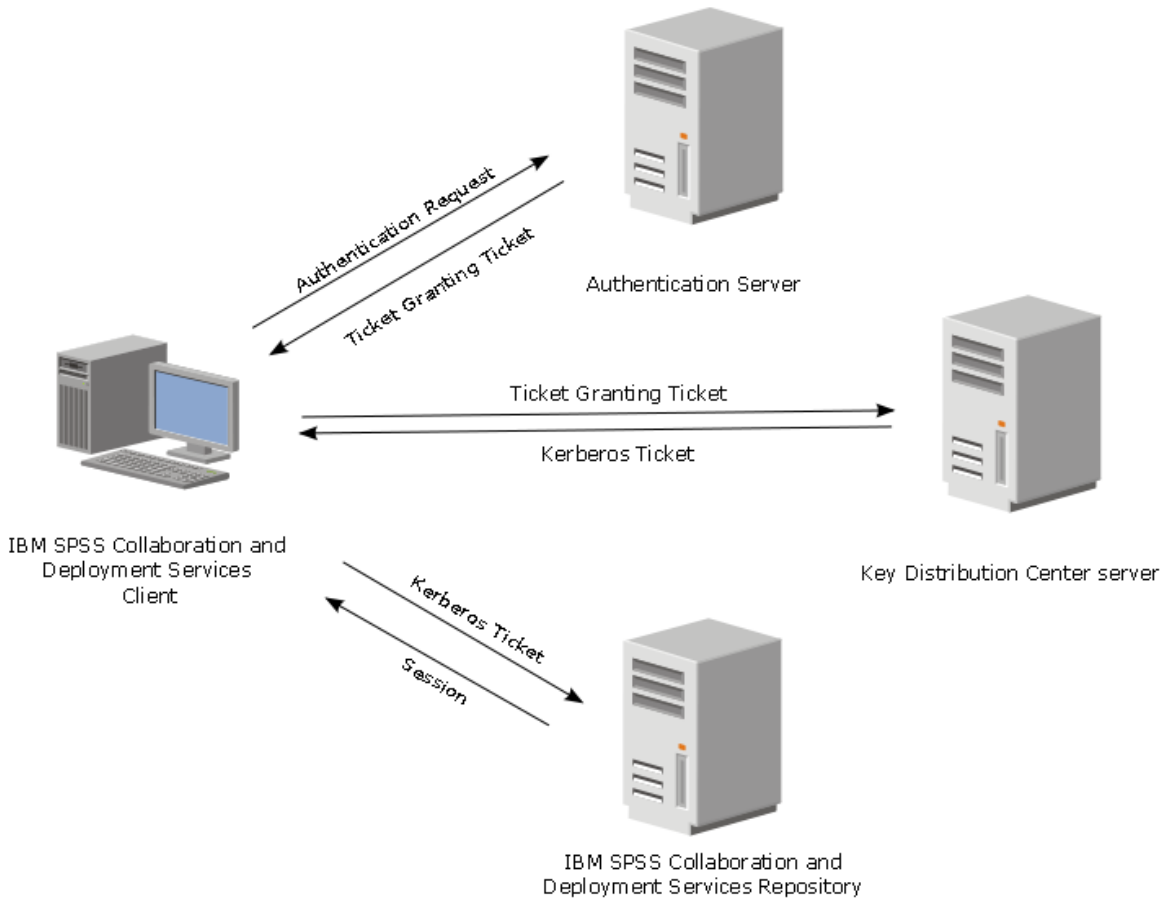 Authentication Request
Ticket Granting Ticket
Authentication Server
Ticket Granting Ticket
Kerberos Ticket
IBM SPSS Collaboration and
Deployment Services
Client
Key Distribution Center server
Kerberos Ticket
Session
IBM SPSS Collaboration and
Deployment Services Repository